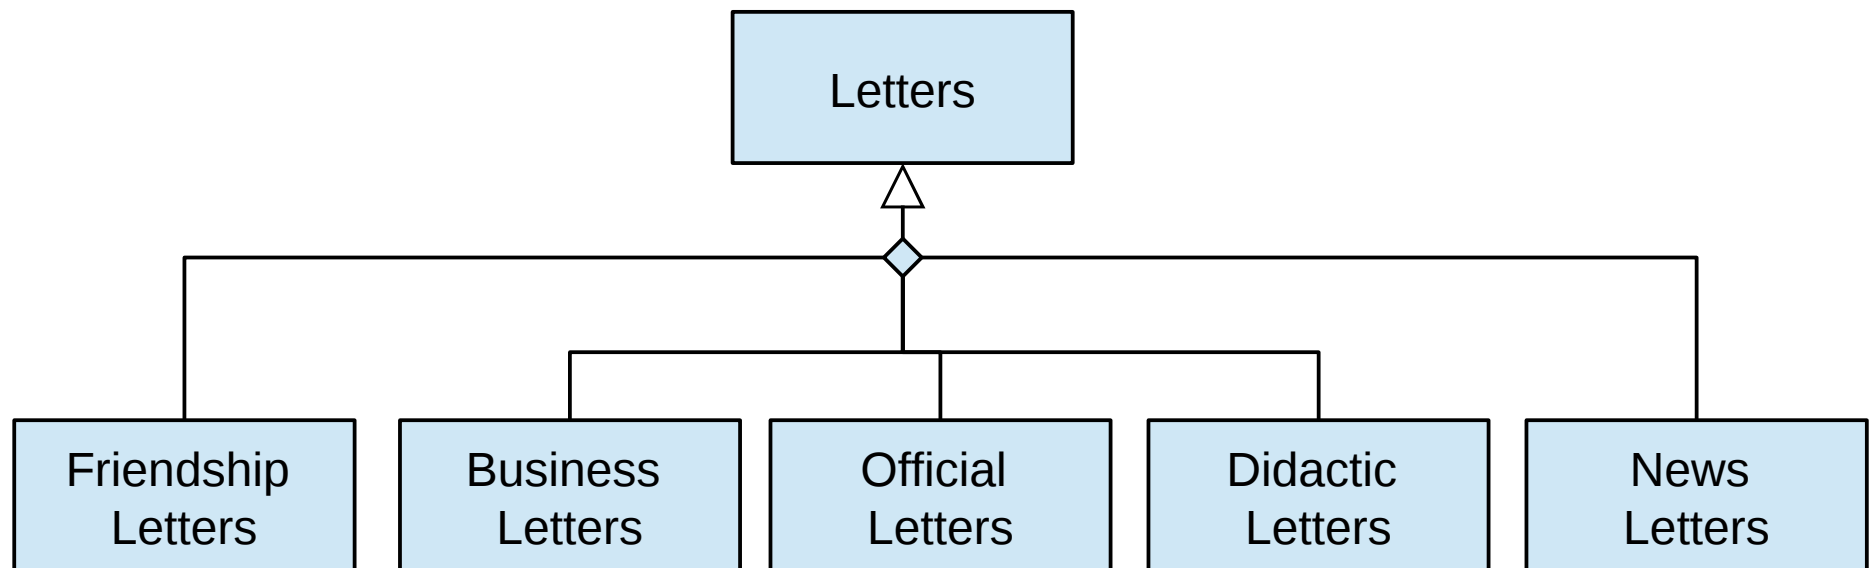 Letters
Friendship
Letters
Business
Letters
Official
Letters
Didactic
Letters
News
Letters